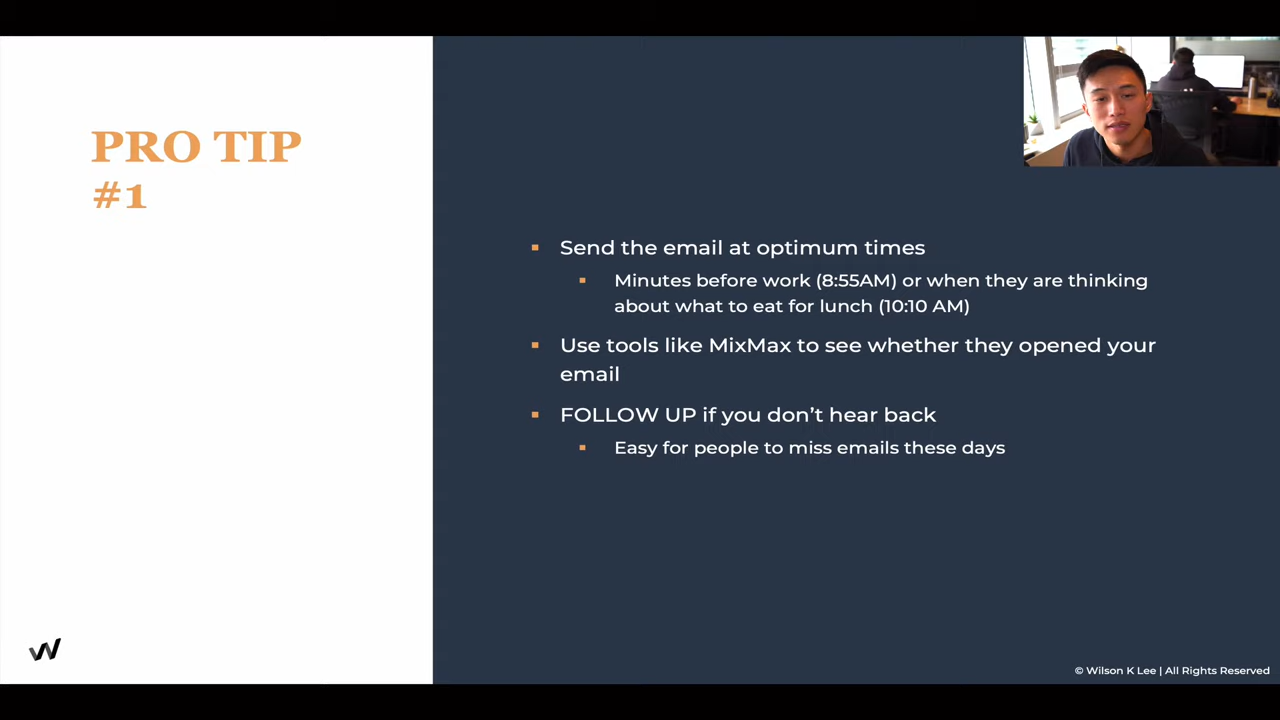 PRO TIP
#1
Send the email at optimum times
Minutes before work (8:55AM) or when they are thinking
about what to eat for lunch (10:10 AM)
Use tools like MixMax to see whether they opened your
email
FOLLOW UP if you don’t hear back
Easy for people to miss emails these days
© Wilson K Lee | All Rights Reserved